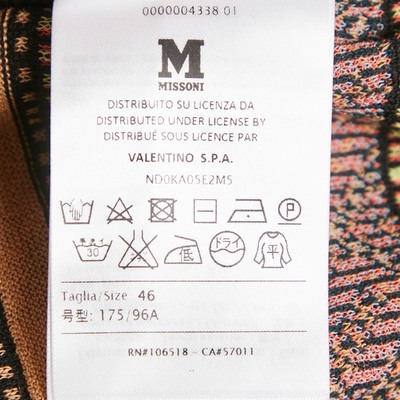 0000004338 01
M
MISSONI
DISTRIBUITO SU LICENZA DA
DISTRIBUTED UNDER LICENSE BY
DISTRIBUÉ SOUS LICENCE PAR
VALENTINO S.P.A.
ND0KA05E2M5
P
30 低 ドライ 平
Taglia/Size 46
号型: 175/96A
RN#106518 - CA#57011